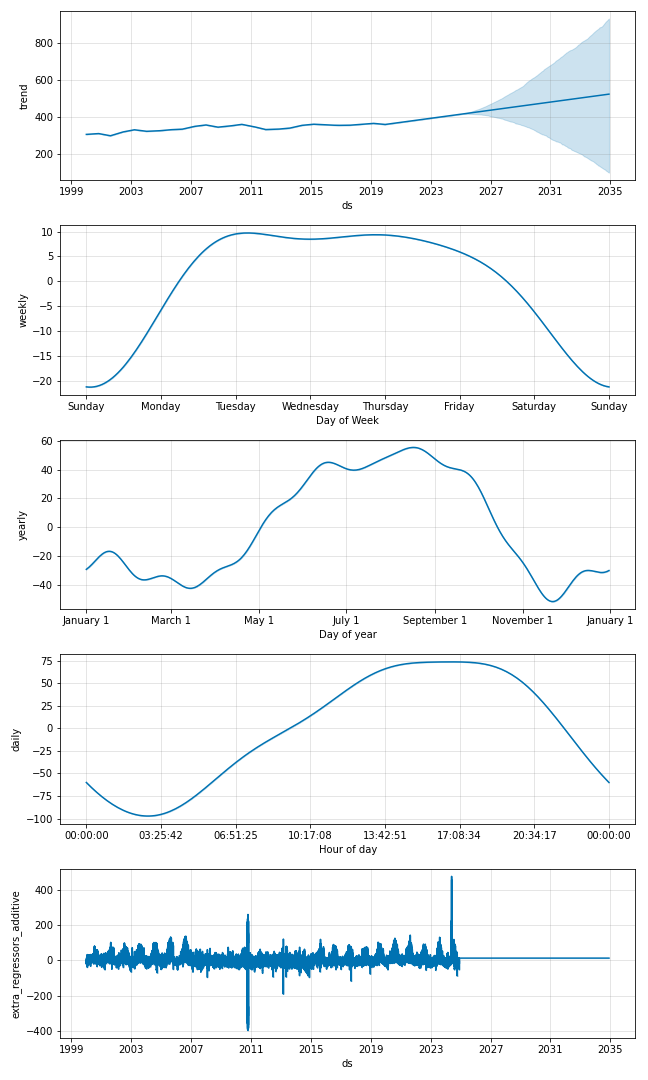 800
600
400
200
trend
1999 2003 2007 2011 2015 2019 2023 2027 2031 2035
ds
10
5
0
−5
−10
−15
−20
weekly
Sunday Monday Tuesday Wednesday Thursday Friday Saturday Sunday
Day of Week
60
40
20
0
−20
−40
yearly
January 1 March 1 May 1 July 1 September 1 November 1 January 1
Day of year
75
50
25
0
−25
−50
−75
−100
daily
00:00:00 03:25:42 06:51:25 10:17:08 13:42:51 17:08:34 20:34:17 00:00:00
Hour of day
400
200
0
−200
−400
extra_regressors_additive
1999 2003 2007 2011 2015 2019 2023 2027 2031 2035
ds